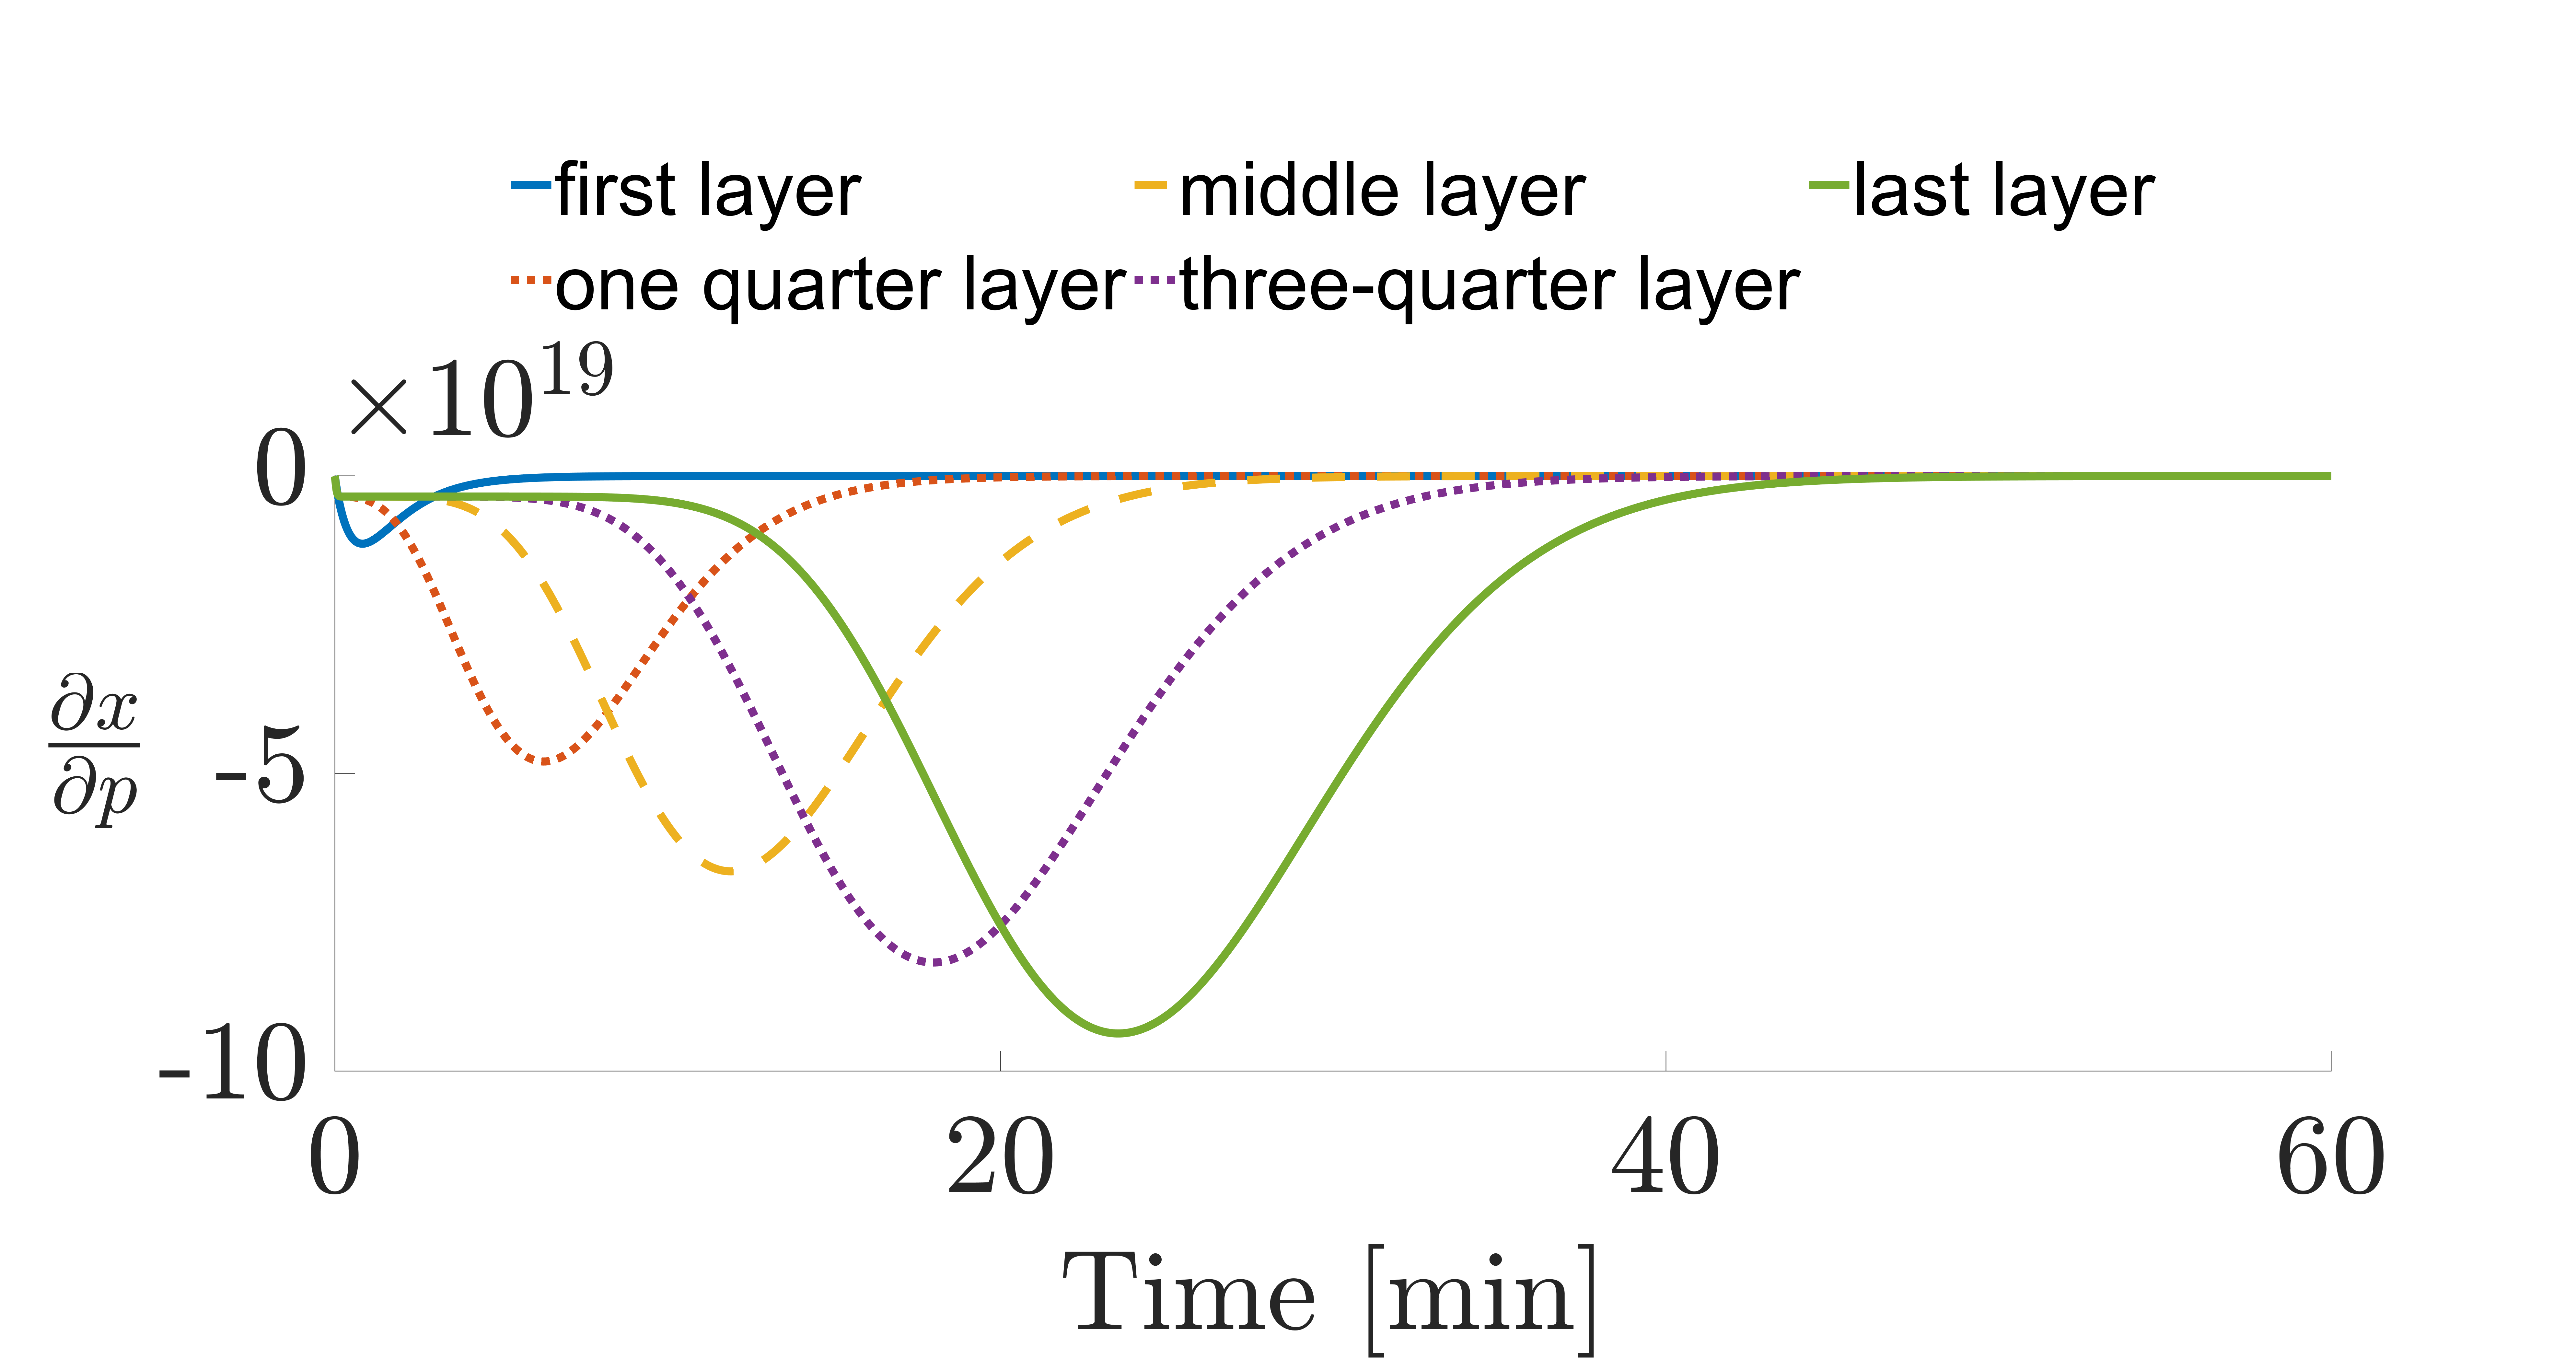 first layer middle layer last layer
one quarter layer three-quarter layer
×10^19
0
-5
-10
∂x/∂p
0 20 40 60
Time [min]